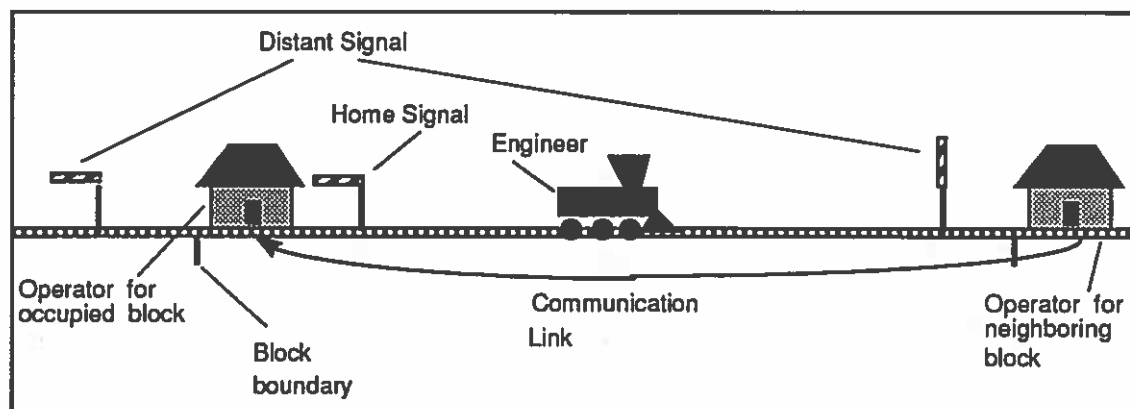 Distant Signal
Home Signal
Engineer
Operator for
occupied block
Block
boundary
Communication
Link
Operator for
neighboring
block